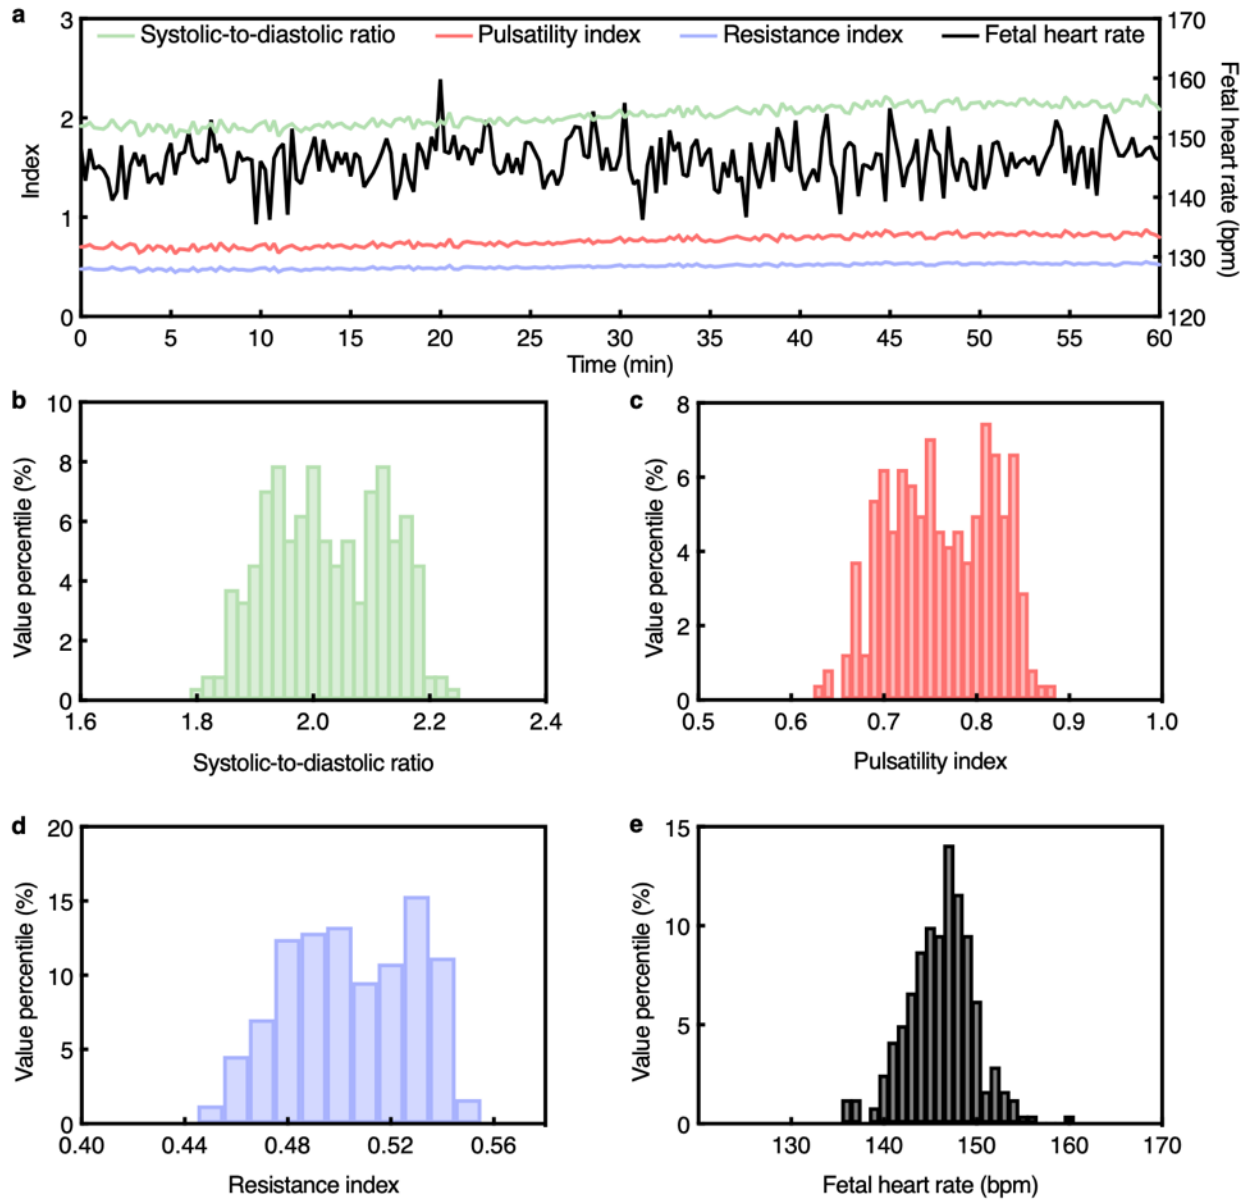 a
3
2
1
0
Index
Systolic-to-diastolic ratio
Pulsatility index
Resistance index
Fetal heart rate
170
160
150
140
130
120
Fetal heart
rate (bpm)
0 5 10 15 20 25 30 35 40 45 50 55 60
Time (min)
b
10
8
6
4
2
0
Value percentile (%)
1.6 1.8 2.0 2.2 2.4
Systolic-to-diastolic ratio
c
8
6
4
2
0
Value percentile (%)
0.5 0.6 0.7 0.8 0.9 1.0
Pulsatility index
d
20
15
10
5
0
Value percentile (%)
0.40 0.44 0.48 0.52 0.56
Resistance index
e
15
10
5
0
Value percentile (%)
130 140 150 160 170
Fetal heart rate (bpm)